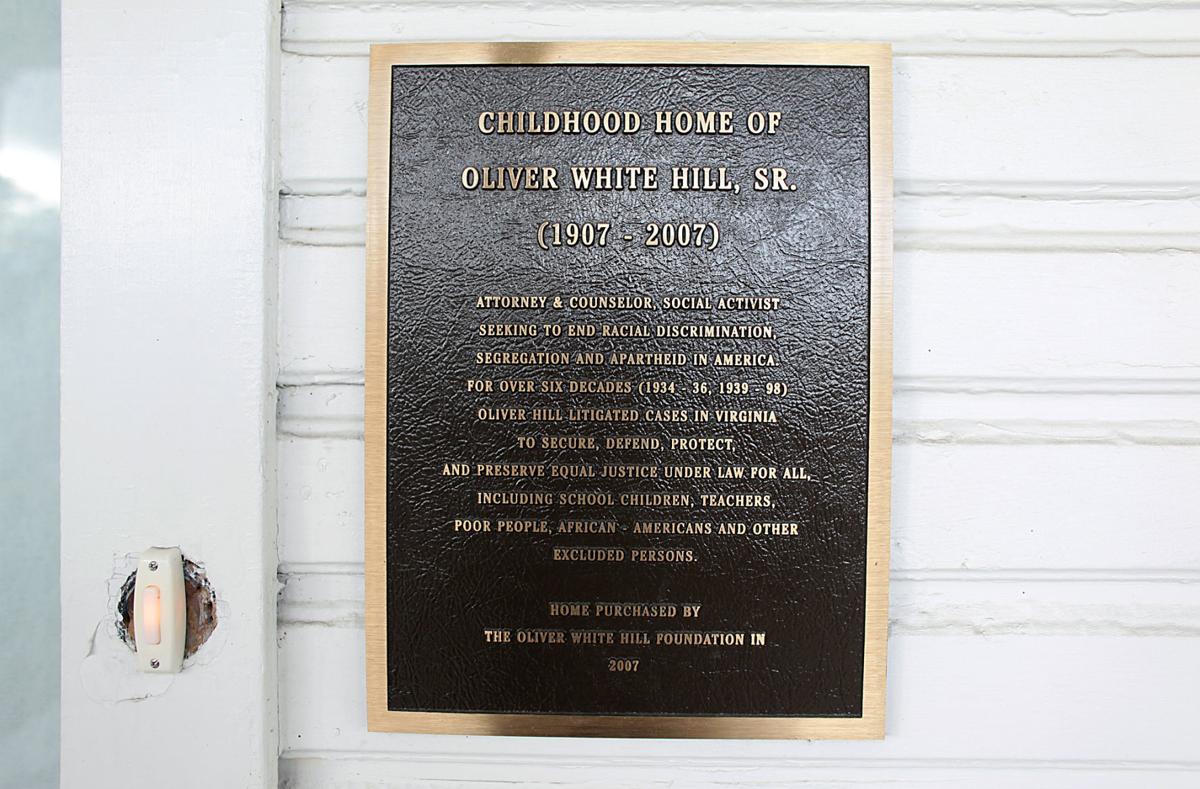 CHILDHOOD HOME OF
OLIVER WHITE HILL, SR.
(1907 - 2007)
ATTORNEY & COUNSELOR, SOCIAL ACTIVIST
SEEKING TO END RACIAL DISCRIMINATION,
SEGREGATION AND APARTHEID IN AMERICA.
FOR OVER SIX DECADES (1934 - 36, 1939 - 98)
OLIVER HILL LITIGATED CASES IN VIRGINIA
TO SECURE, DEFEND, PROTECT,
AND PRESERVE EQUAL JUSTICE UNDER LAW FOR ALL,
INCLUDING SCHOOL CHILDREN, TEACHERS,
POOR PEOPLE, AFRICAN - AMERICANS AND OTHER
EXCLUDED PERSONS.
HOME PURCHASED BY
THE OLIVER WHITE HILL FOUNDATION IN
2007